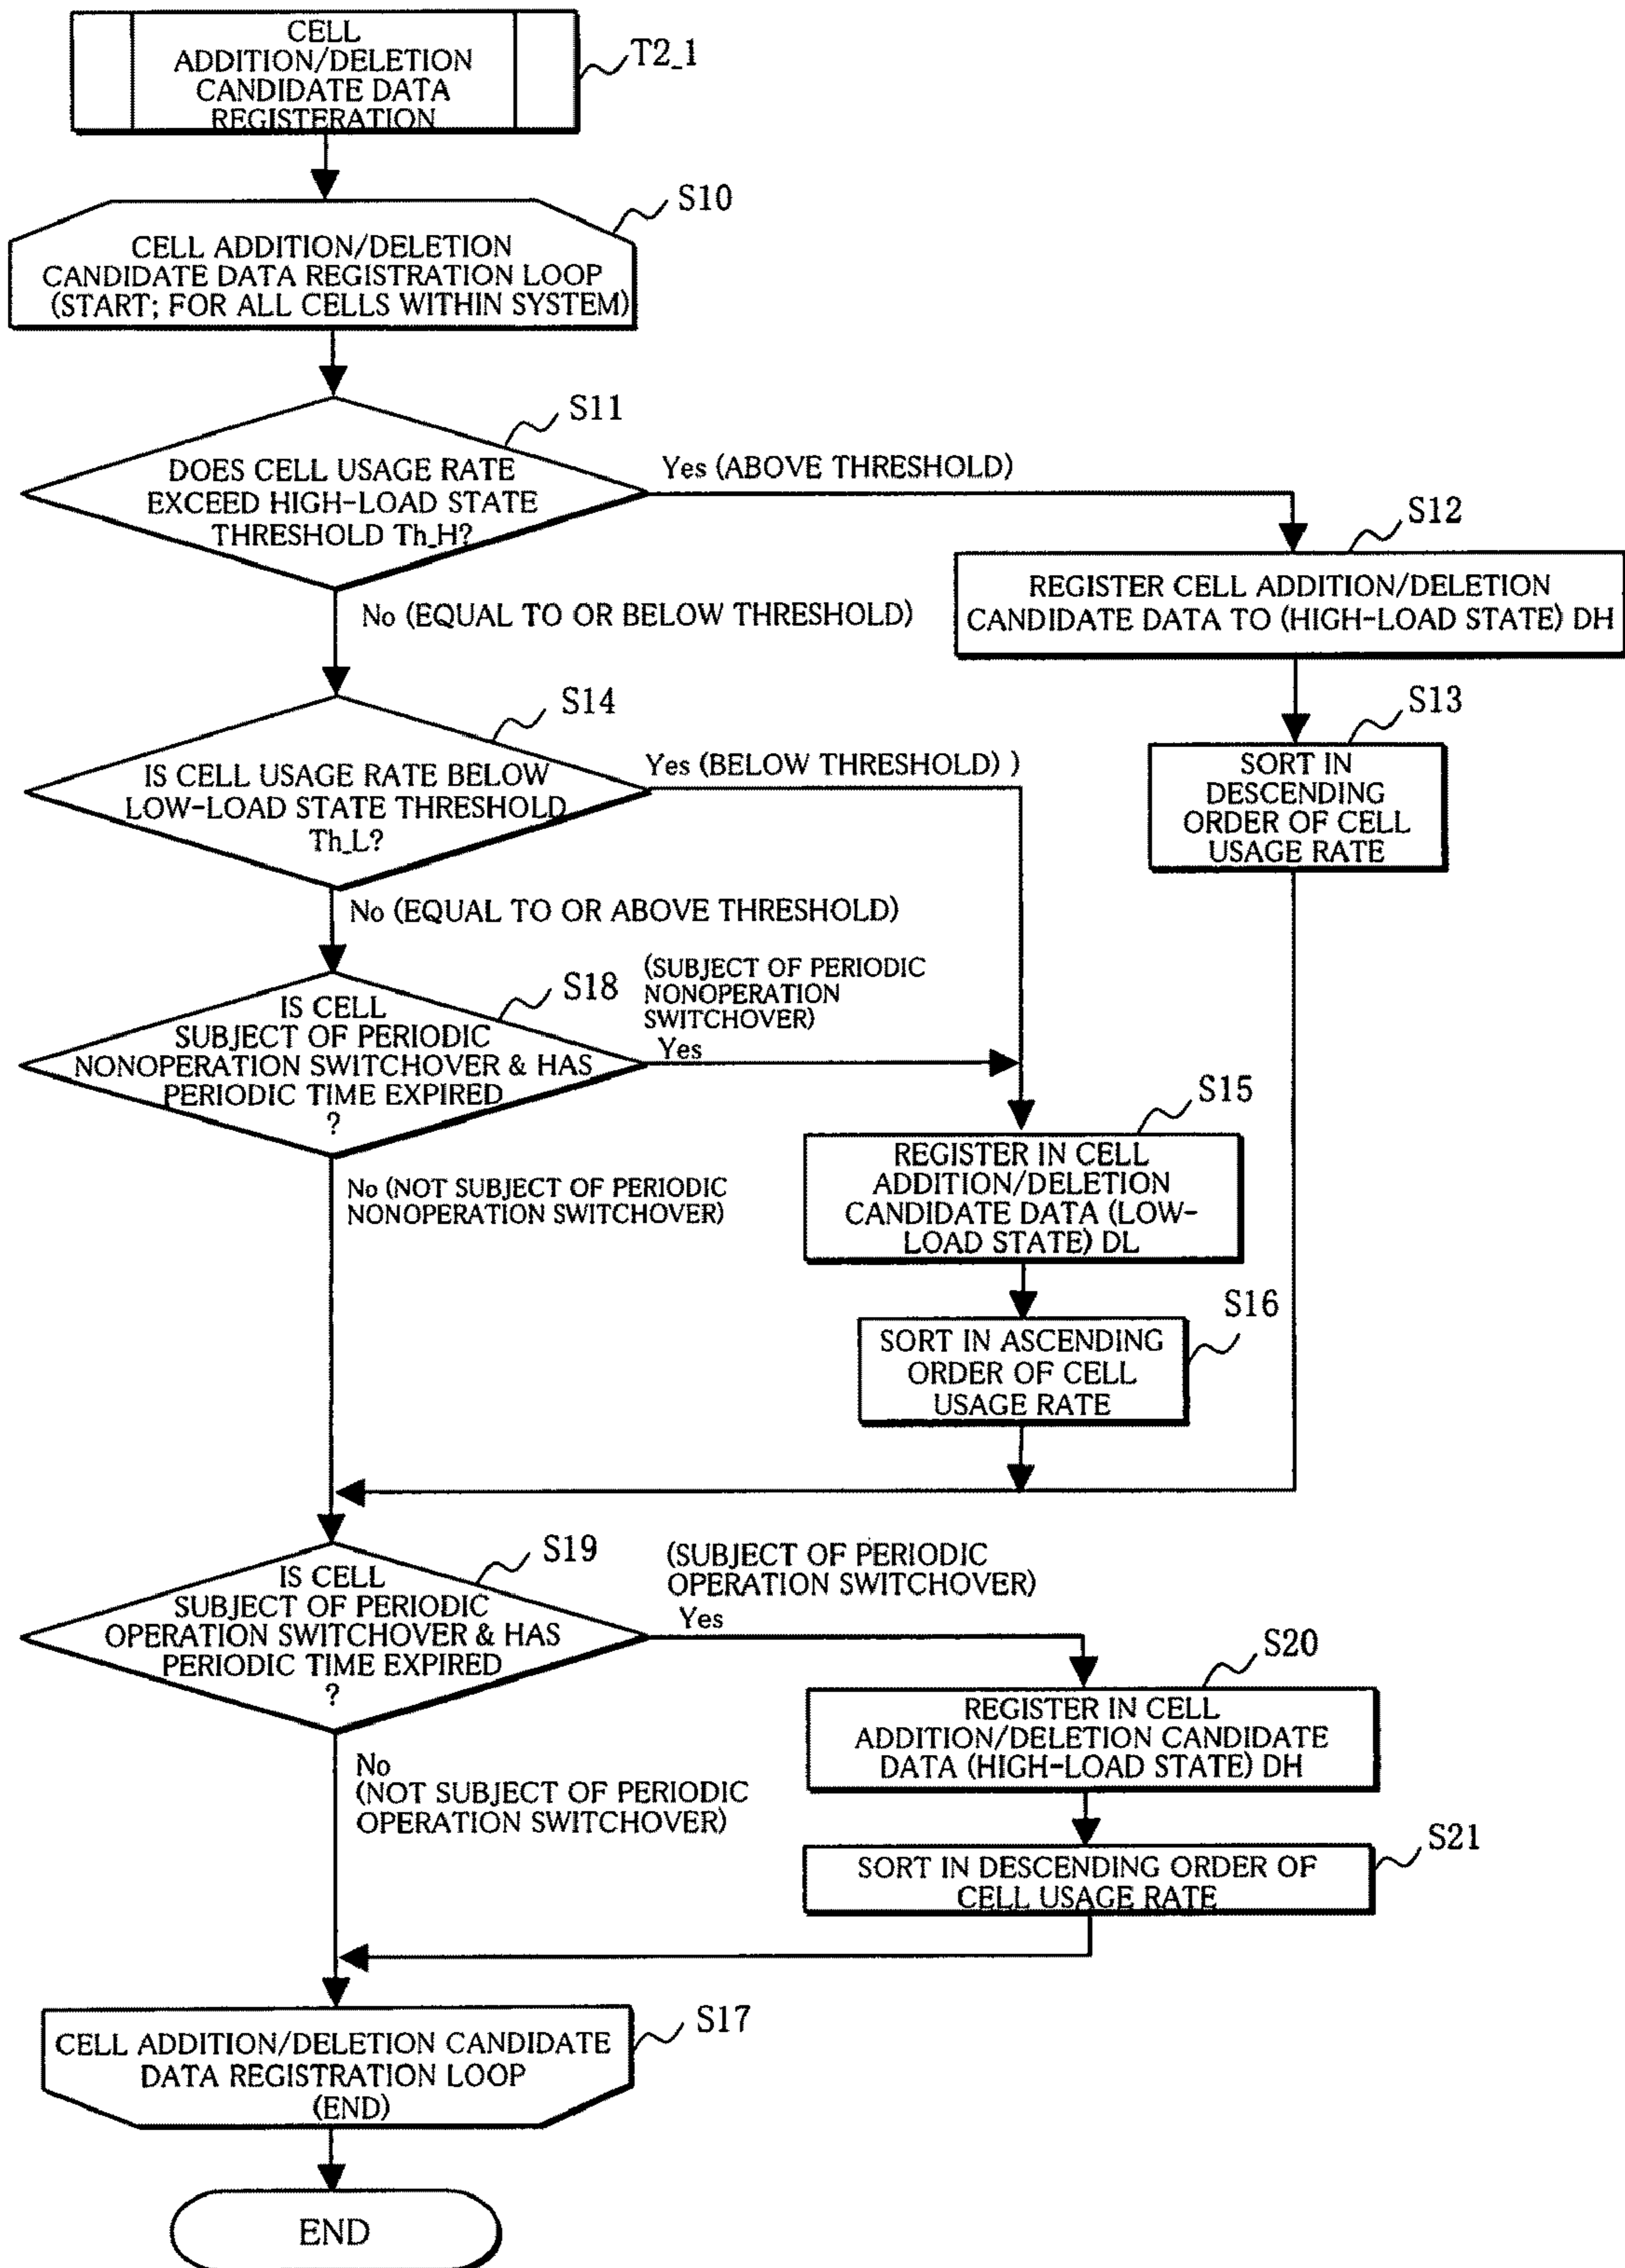 CELL
ADDITION/DELETION
CANDIDATE DATA
REGISTERATION
T2_1
S10
CELL ADDITION/DELETION
CANDIDATE DATA REGISTRATION LOOP
(START; FOR ALL CELLS WITHIN SYSTEM)
S11
DOES CELL USAGE RATE
EXCEED HIGH-LOAD STATE
THRESHOLD Th_H?
Yes (ABOVE THRESHOLD)
No (EQUAL TO OR BELOW THRESHOLD)
S12
REGISTER CELL ADDITION/DELETION
CANDIDATE DATA TO (HIGH-LOAD STATE) DH
S13
SORT IN
DESCENDING
ORDER OF CELL
USAGE RATE
S14
IS CELL USAGE RATE BELOW
LOW-LOAD STATE THRESHOLD
Th_L?
Yes (BELOW THRESHOLD) )
No (EQUAL TO OR ABOVE THRESHOLD)
S18
IS CELL
SUBJECT OF PERIODIC
NONOPERATION SWITCHOVER & HAS
PERIODIC TIME EXPIRED
?
(SUBJECT OF PERIODIC
NONOPERATION
SWITCHOVER)
Yes
No (NOT SUBJECT OF PERIODIC
NONOPERATION SWITCHOVER)
S15
REGISTER IN CELL
ADDITION/DELETION
CANDIDATE DATA (LOW-
LOAD STATE) DL
S16
SORT IN ASCENDING
ORDER OF CELL
USAGE RATE
S19
IS CELL
SUBJECT OF PERIODIC
OPERATION SWITCHOVER & HAS
PERIODIC TIME EXPIRED
?
(SUBJECT OF PERIODIC
OPERATION SWITCHOVER)
Yes
No
(NOT SUBJECT OF PERIODIC
OPERATION SWITCHOVER)
S20
REGISTER IN CELL
ADDITION/DELETION CANDIDATE
DATA (HIGH-LOAD STATE) DH
S21
SORT IN DESCENDING ORDER OF
CELL USAGE RATE
S17
CELL ADDITION/DELETION CANDIDATE
DATA REGISTRATION LOOP
(END)
END